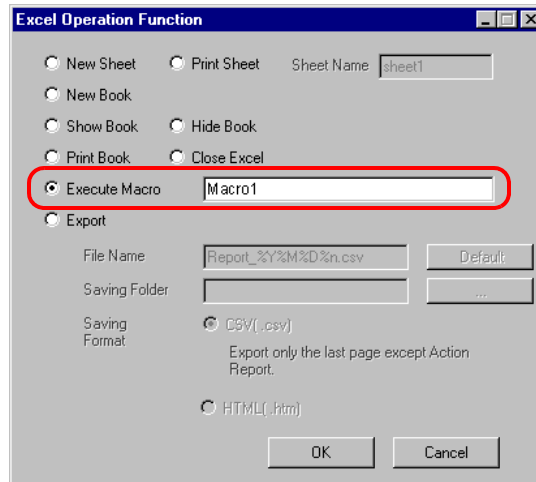 Excel Operation Function
New Sheet Print Sheet Sheet Name sheet1
New Book
Show Book Hide Book
Print Book Close Excel
Execute Macro Macro1
Export
File Name Report_%Y%M%D%n.csv Default
Saving Folder ...
Saving CSV( .csv)
Format
Export only the last page except Action
Report.
HTML( .htm)
OK Cancel